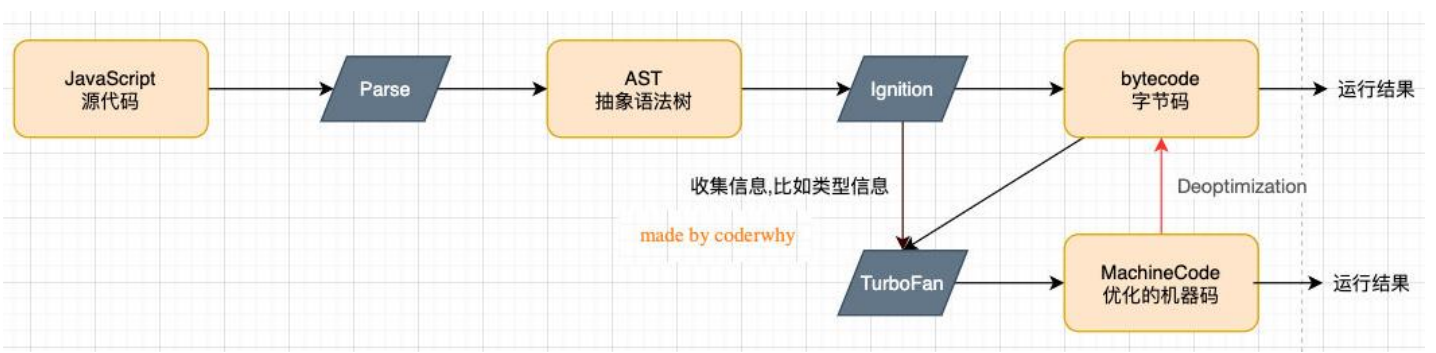 JavaScript
源代码
Parse
AST
抽象语法树
Ignition
bytecode
字节码
运行结果
收集信息,比如类型信息
Deoptimization
made by coderwhy
TurboFan
MachineCode
优化的机器码
运行结果